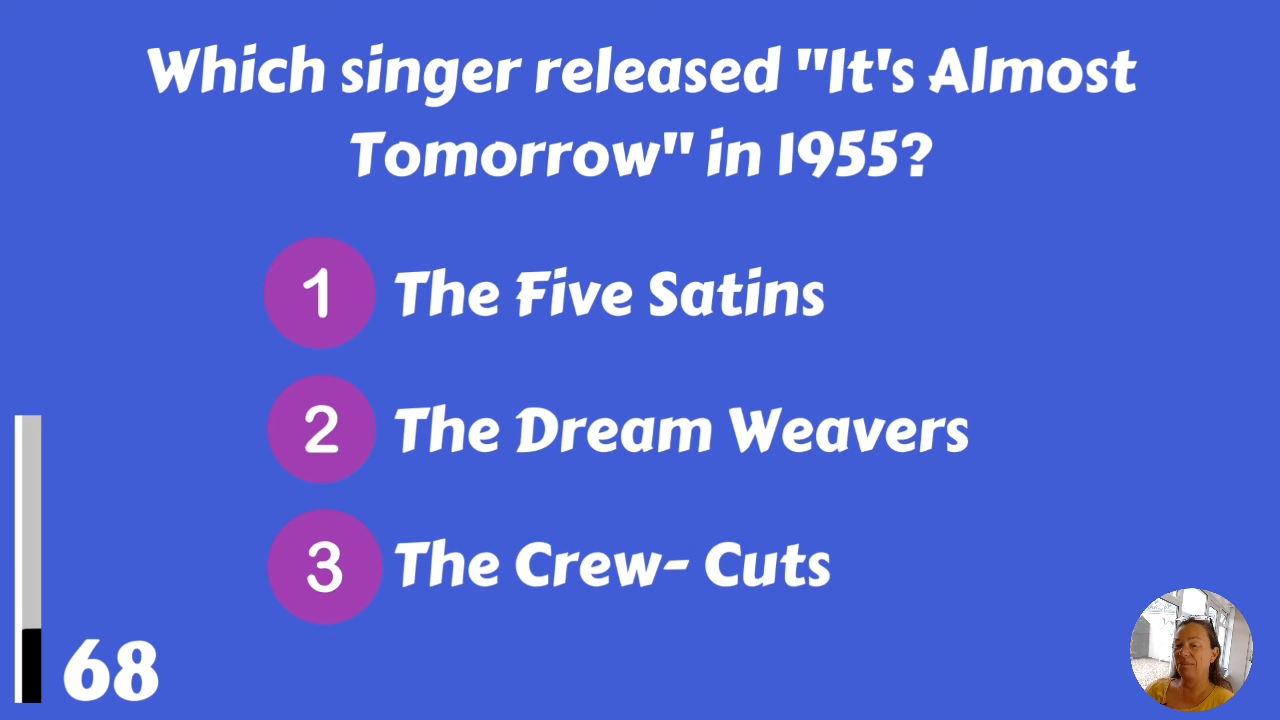 Which singer released "It's Almost
Tomorrow" in 1955?
1 The Five Satins
2 The Dream Weavers
3 The Crew- Cuts
68